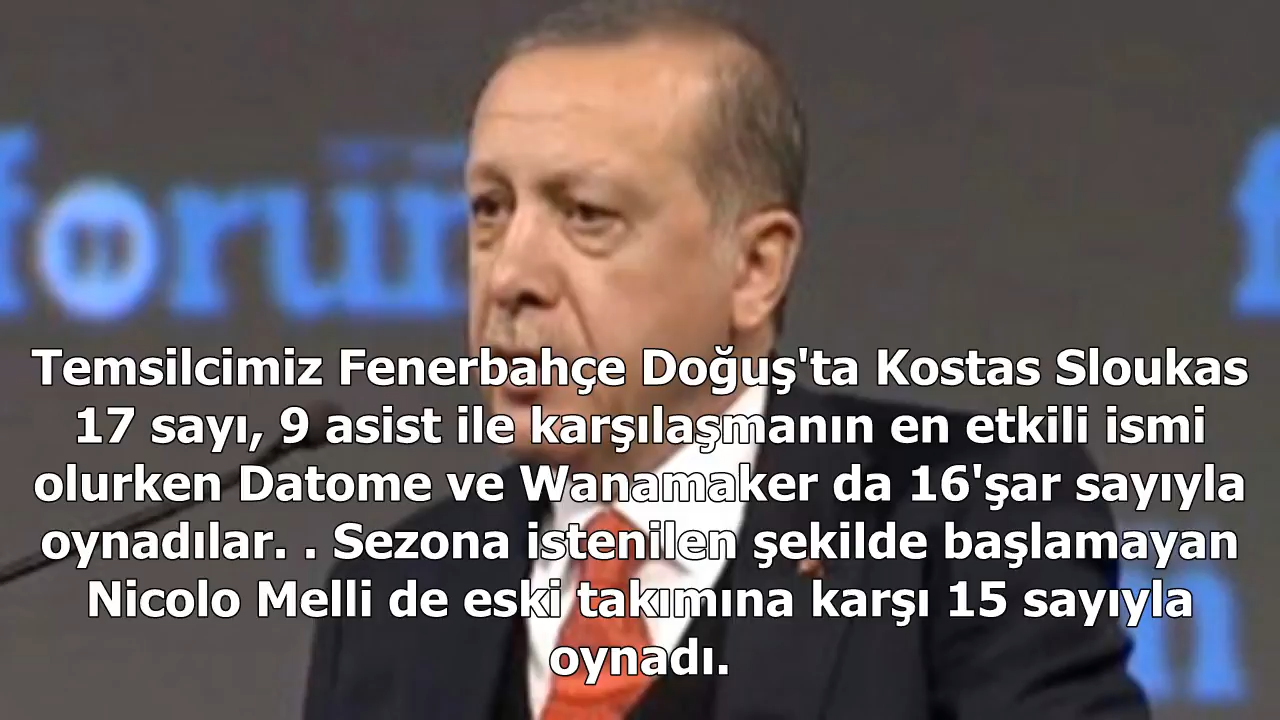 forum
f
Temsilcimiz Fenerbahçe Doğuş'ta Kostas Sloukas
17 sayı, 9 asist ile karşılaşmanın en etkili ismi
olurken Datome ve Wanamaker da 16'şar sayıyla
oynadılar. . Sezona istenilen şekilde başlamayan
Nicolo Melli de eski takımına karşı 15 sayıyla
oynadı.